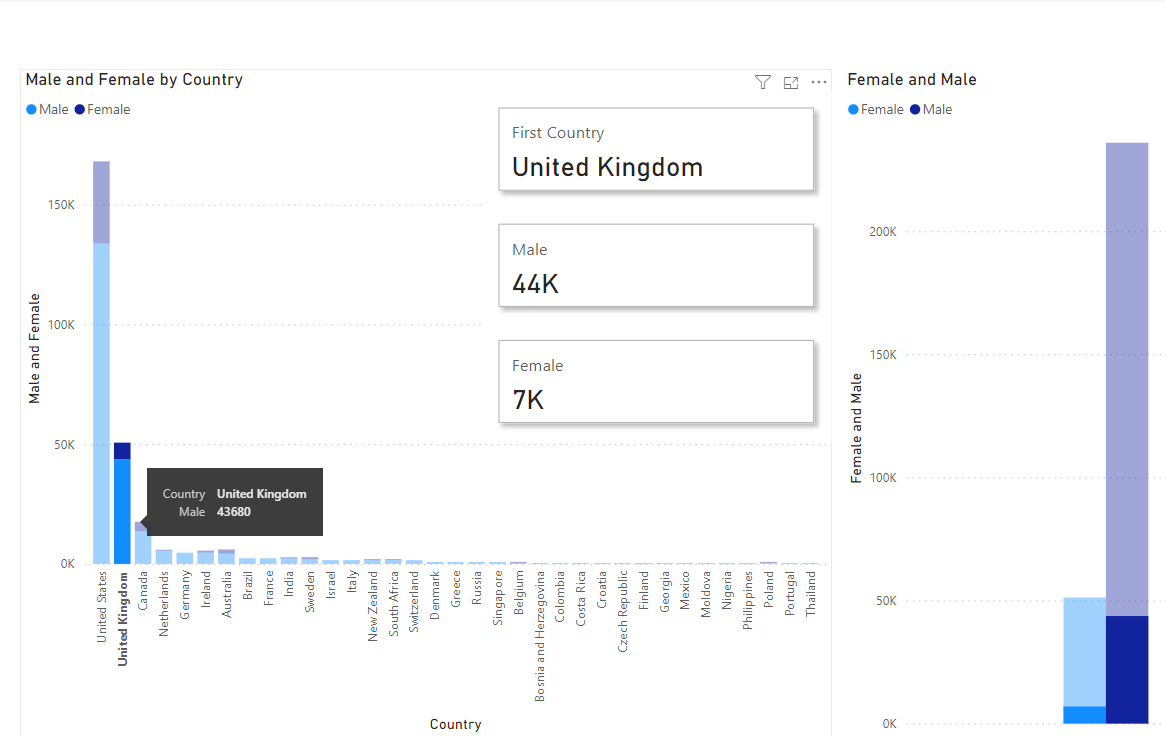 Male and Female by Country
Male Female
First Country
United Kingdom
Male
44K
Female
7K
Male and Female
150K
100K
50K
0K
Country United Kingdom
Male 43680
United States
United Kingdom
Canada
Netherlands
Germany
Ireland
Australia
Brazil
France
India
Sweden
Israel
Italy
New Zealand
South Africa
Switzerland
Denmark
Greece
Russia
Singapore
Belgium
Bosnia and Herzegovina
Colombia
Costa Rica
Croatia
Czech Republic
Finland
Georgia
Mexico
Moldova
Nigeria
Philippines
Poland
Portugal
Thailand
Country
Female and Male
Female Male
Female and Male
200K
150K
100K
50K
0K